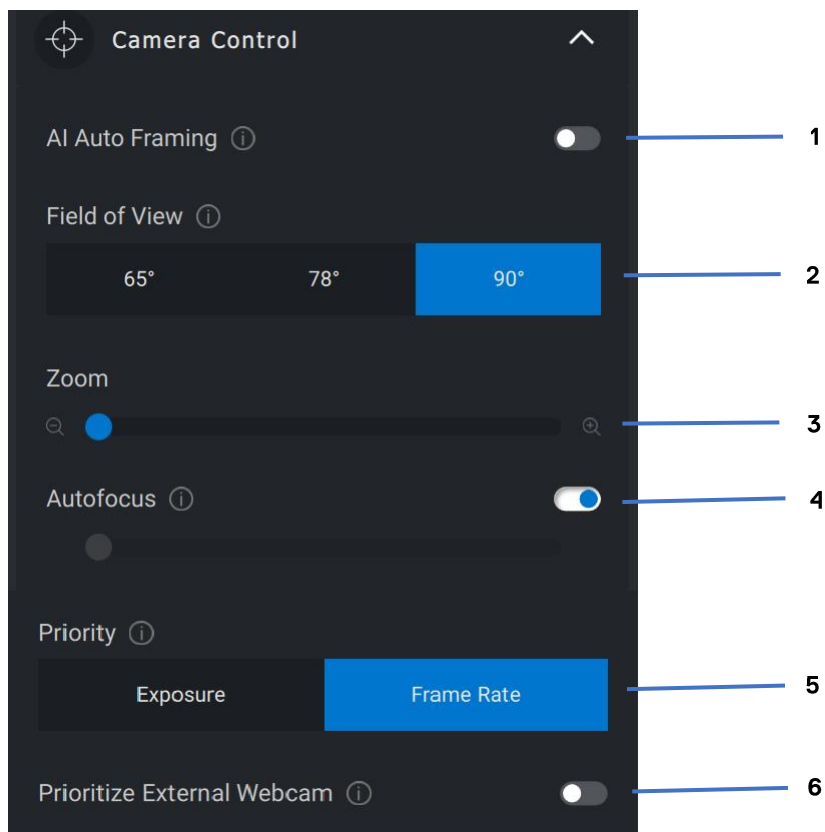 Camera Control
AI Auto Framing
1
Field of View
65° 78° 90°
2
Zoom
3
Autofocus
4
Priority
Exposure Frame Rate
5
Prioritize External Webcam
6